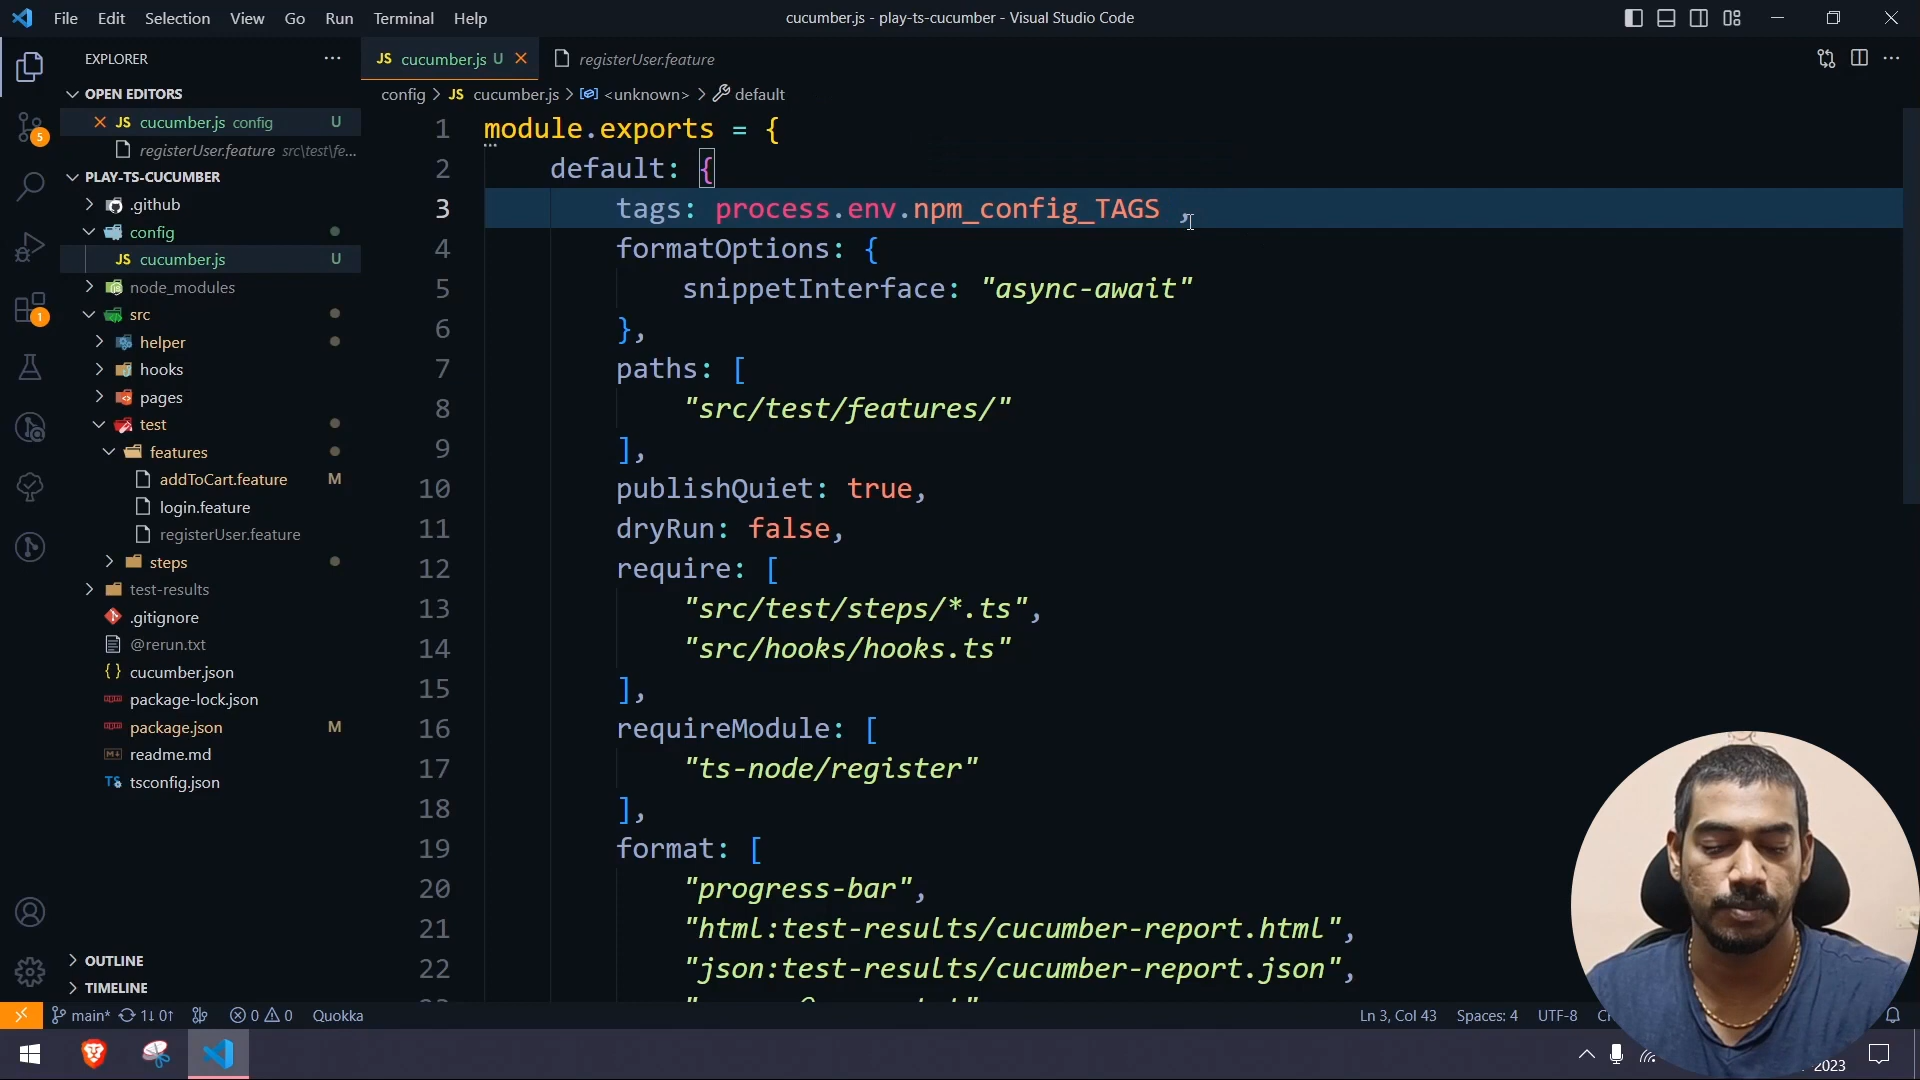 File Edit Selection View Go Run Terminal Help
cucumber.js - play-ts-cucumber - Visual Studio Code
EXPLORER
OPEN EDITORS
JS cucumber.js config U
registerUser.feature src\test\fe...
PLAY-TS-CUCUMBER
.github
config
JS cucumber.js U
node_modules
src
helper
hooks
pages
test
features
addToCart.feature M
login.feature
registerUser.feature
steps
test-results
.gitignore
@rerun.txt
cucumber.json
package-lock.json
package.json M
readme.md
tsconfig.json
OUTLINE
TIMELINE
5
1
JS cucumber.js U
registerUser.feature
config > JS cucumber.js > <unknown> > default
1 module.exports = {
2 default: {
3 tags: process.env.npm_config_TAGS ,
4 formatOptions: {
5 snippetInterface: "async-await"
6 },
7 paths: [
8 "src/test/features/"
9 ],
10 publishQuiet: true,
11 dryRun: false,
12 require: [
13 "src/test/steps/*.ts",
14 "src/hooks/hooks.ts"
15 ],
16 requireModule: [
17 "ts-node/register"
18 ],
19 format: [
20 "progress-bar",
21 "html:test-results/cucumber-report.html",
22 "json:test-results/cucumber-report.json",
main* 1↓ 0↑ 0 0 Quokka
Ln 3, Col 43 Spaces: 4 UTF-8
2023